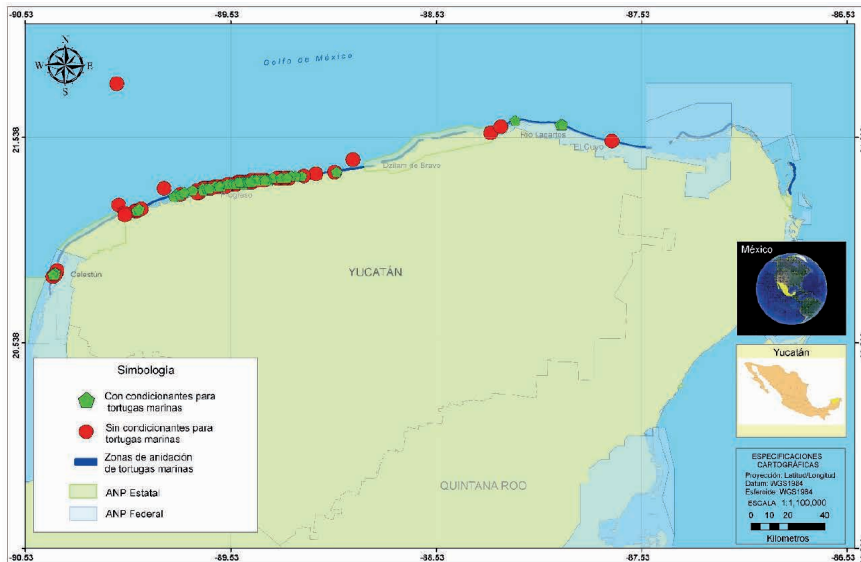 -90.53
-89.53
-88.53
-87.53
-86.53
N
W E
S
Golfo de México
21.538
Río Lagartos
El Cuyo
Dzilam de Bravo
Progreso
Celestún
YUCATÁN
México
20.538
Simbología
Con condicionantes para
tortugas marinas
Sin condicionantes para
tortugas marinas
Zonas de anidación
de tortugas marinas
ANP Estatal
ANP Federal
QUINTANA ROO
Yucatán
ESPECIFICACIONES
CARTOGRÁFICAS
Proyección: Latitud/Longitud
Datum: WGS1984
Esferoide: WGS1984
ESCALA 1:1,100,000
0 10 20 40
Kilometros
-90.53
-89.53
-88.53
-87.53
-86.53